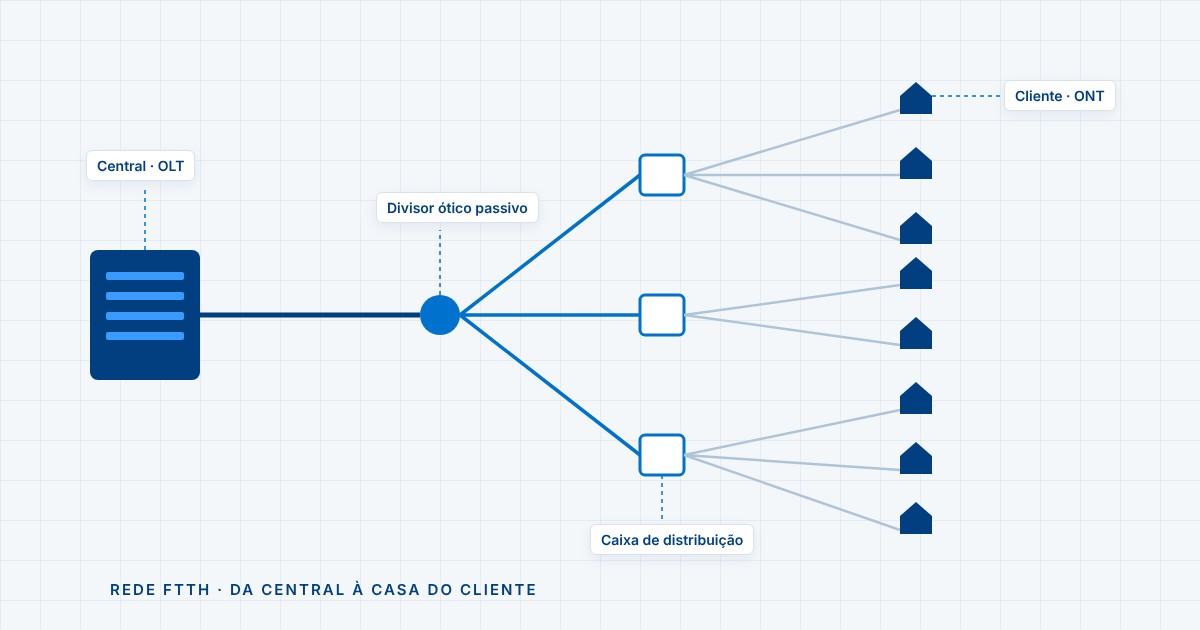 Cliente · ONT
Central · OLT
Divisor ótico passivo
Caixa de distribuição
REDE FTTH · DA CENTRAL À CASA DO CLIENTE